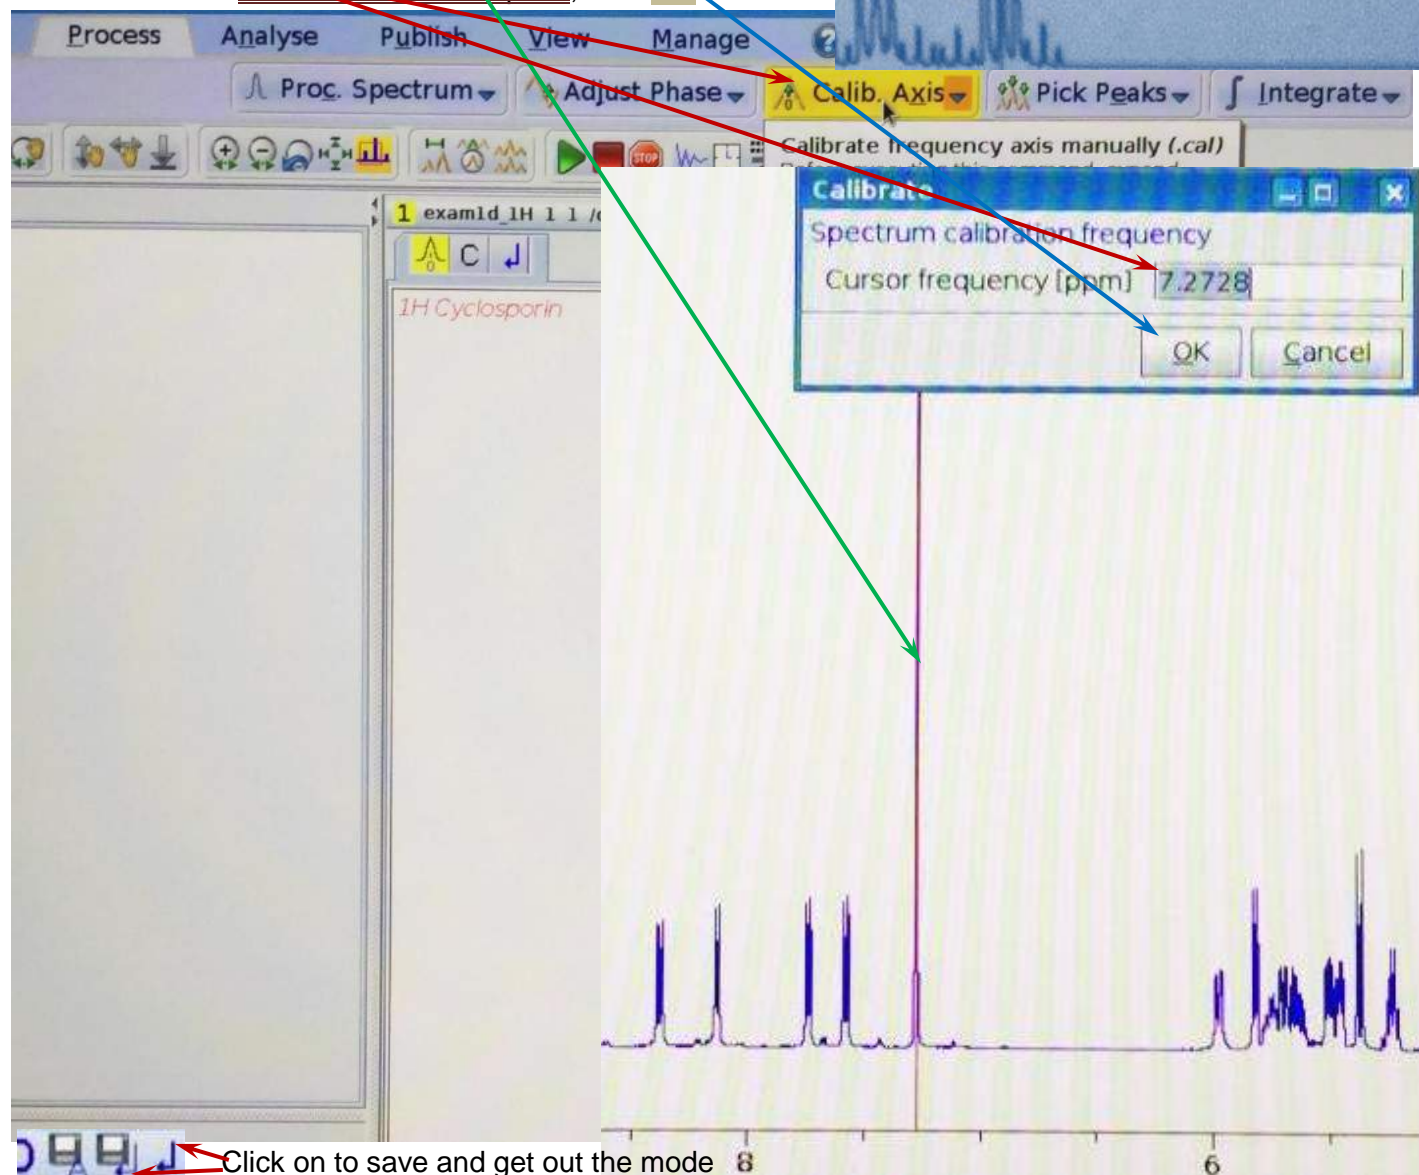 Process Analyse Publish View Manage
Proc. Spectrum Adjust Phase Calib. Axis Pick Peaks Integrate
STOP
Calibrate frequency axis manually (.cal)
Calibrate
Spectrum calibration frequency
Cursor frequency [ppm] 7.2728
OK Cancel
1 exam1d_1H 1 1
C
1H Cyclosporin
8 6
Click on to save and get out the mode